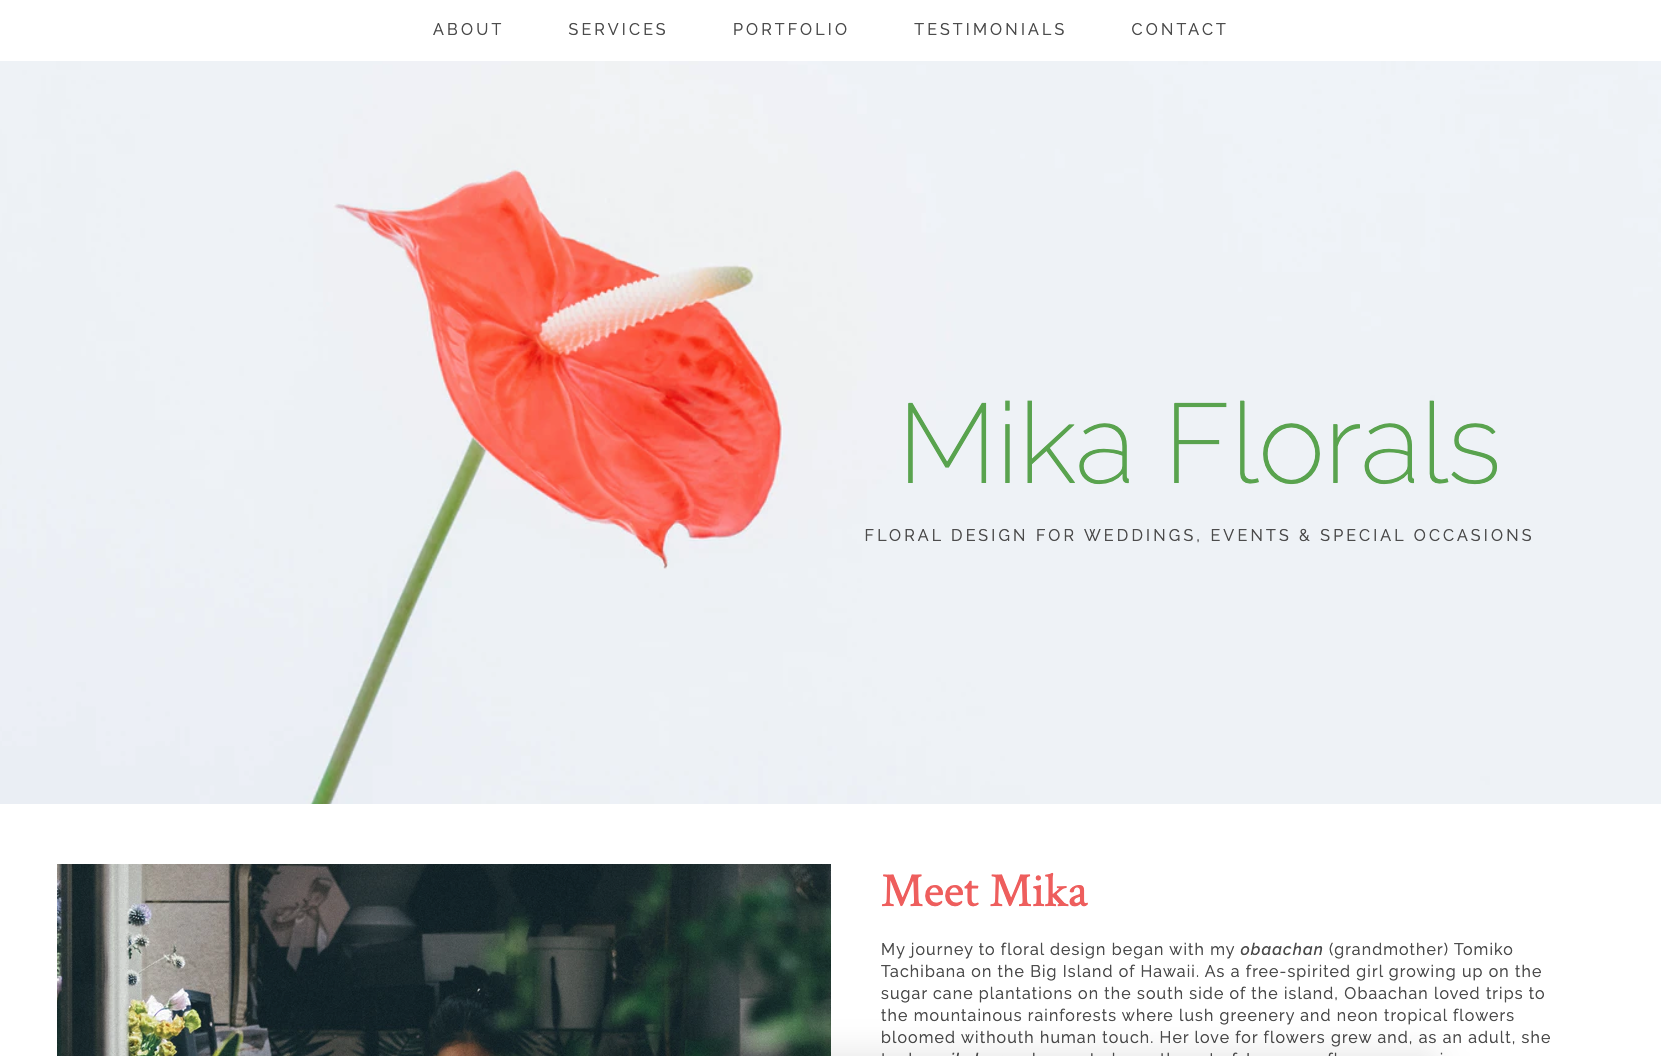 ABOUT SERVICES PORTFOLIO TESTIMONIALS CONTACT
Mika Florals
FLORAL DESIGN FOR WEDDINGS, EVENTS & SPECIAL OCCASIONS
Meet Mika
My journey to floral design began with my obaachan (grandmother) Tomiko
Tachibana on the Big Island of Hawaii. As a free-spirited girl growing up on the
sugar cane plantations on the south side of the island, Obaachan loved trips to
the mountainous rainforests where lush greenery and neon tropical flowers
bloomed withouth human touch. Her love for flowers grew and, as an adult, she